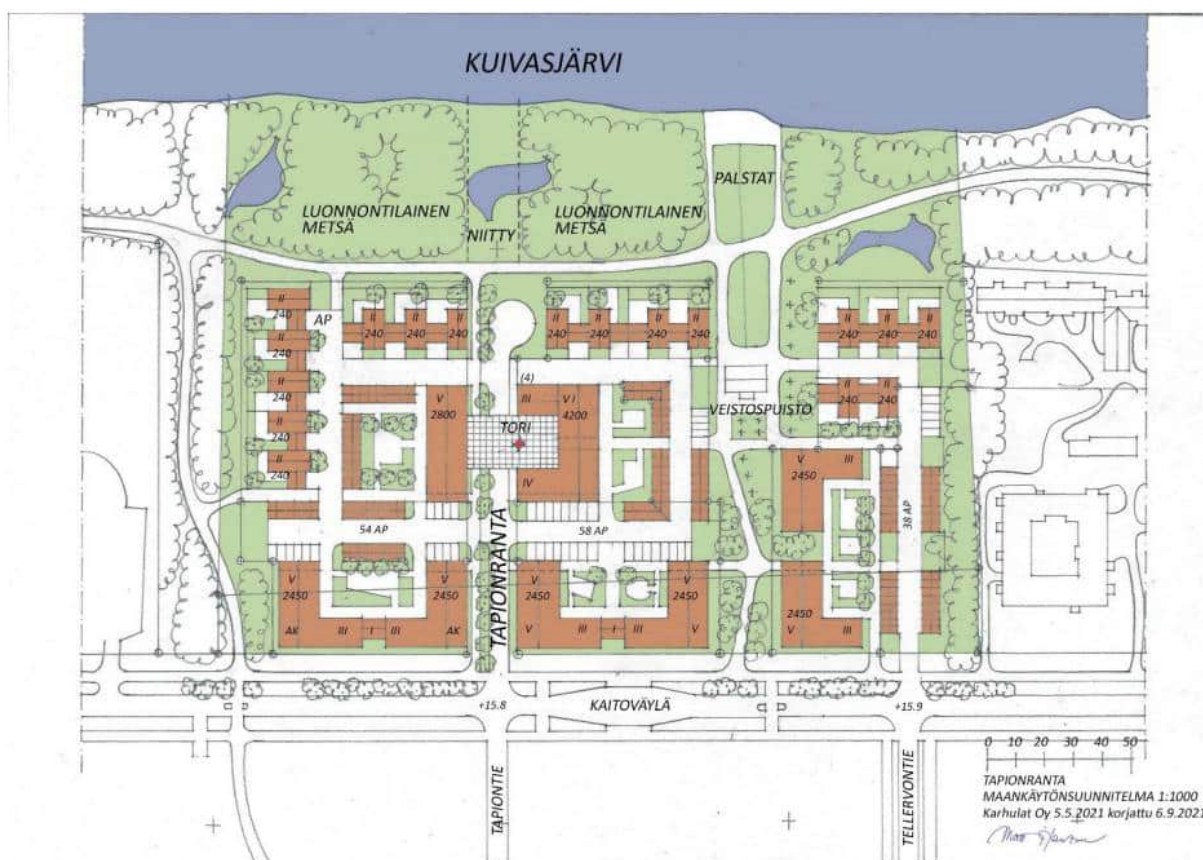 KUIVASJÄRVI
PALSTAT
LUONNONTILAINEN
METSÄ
NIITTY
LUONNONTILAINEN
METSÄ
II
240
AP
II
240
II
240
II
240
II
240
II
240
II
240
II
240
II
240
II
240
II
240
II
240
II
240
II
240
II
240
(4)
II
240
II
240
V
2800
III
VI
4200
TORI
VEISTOSPUISTO
IV
V
2450
III
54 AP
58 AP
38 AP
TAPIONRANTA
V
2450
V
2450
V
2450
V
2450
2450
AK
III
I
III
AK
V
III
I
III
V
V
III
+15.8
KAITOVÄYLÄ
+15.9
TAPIONTIE
TELLERVONTIE
0 10 20 30 40 50
TAPIONRANTA
MAANKÄYTÖNSUUNNITELMA 1:1000
Karhulat Oy 5.5.2021 korjattu 6.9.2021